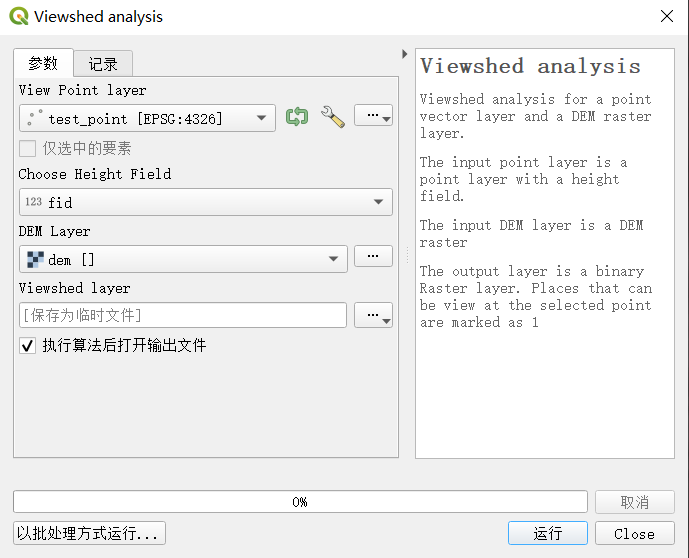 Viewshed analysis
参数
记录
View Point layer
test_point [EPSG:4326]
...
仅选中的要素
Choose Height Field
123 fid
DEM Layer
dem []
...
Viewshed layer
[保存为临时文件]
...
执行算法后打开输出文件
Viewshed analysis
Viewshed analysis for a point
vector layer and a DEM raster
layer.
The input point layer is a
point layer with a height
field.
The input DEM layer is a DEM
raster
The output layer is a binary
Raster layer. Places that can
be view at the selected point
are marked as 1
0%
取消
以批处理方式运行...
运行
Close